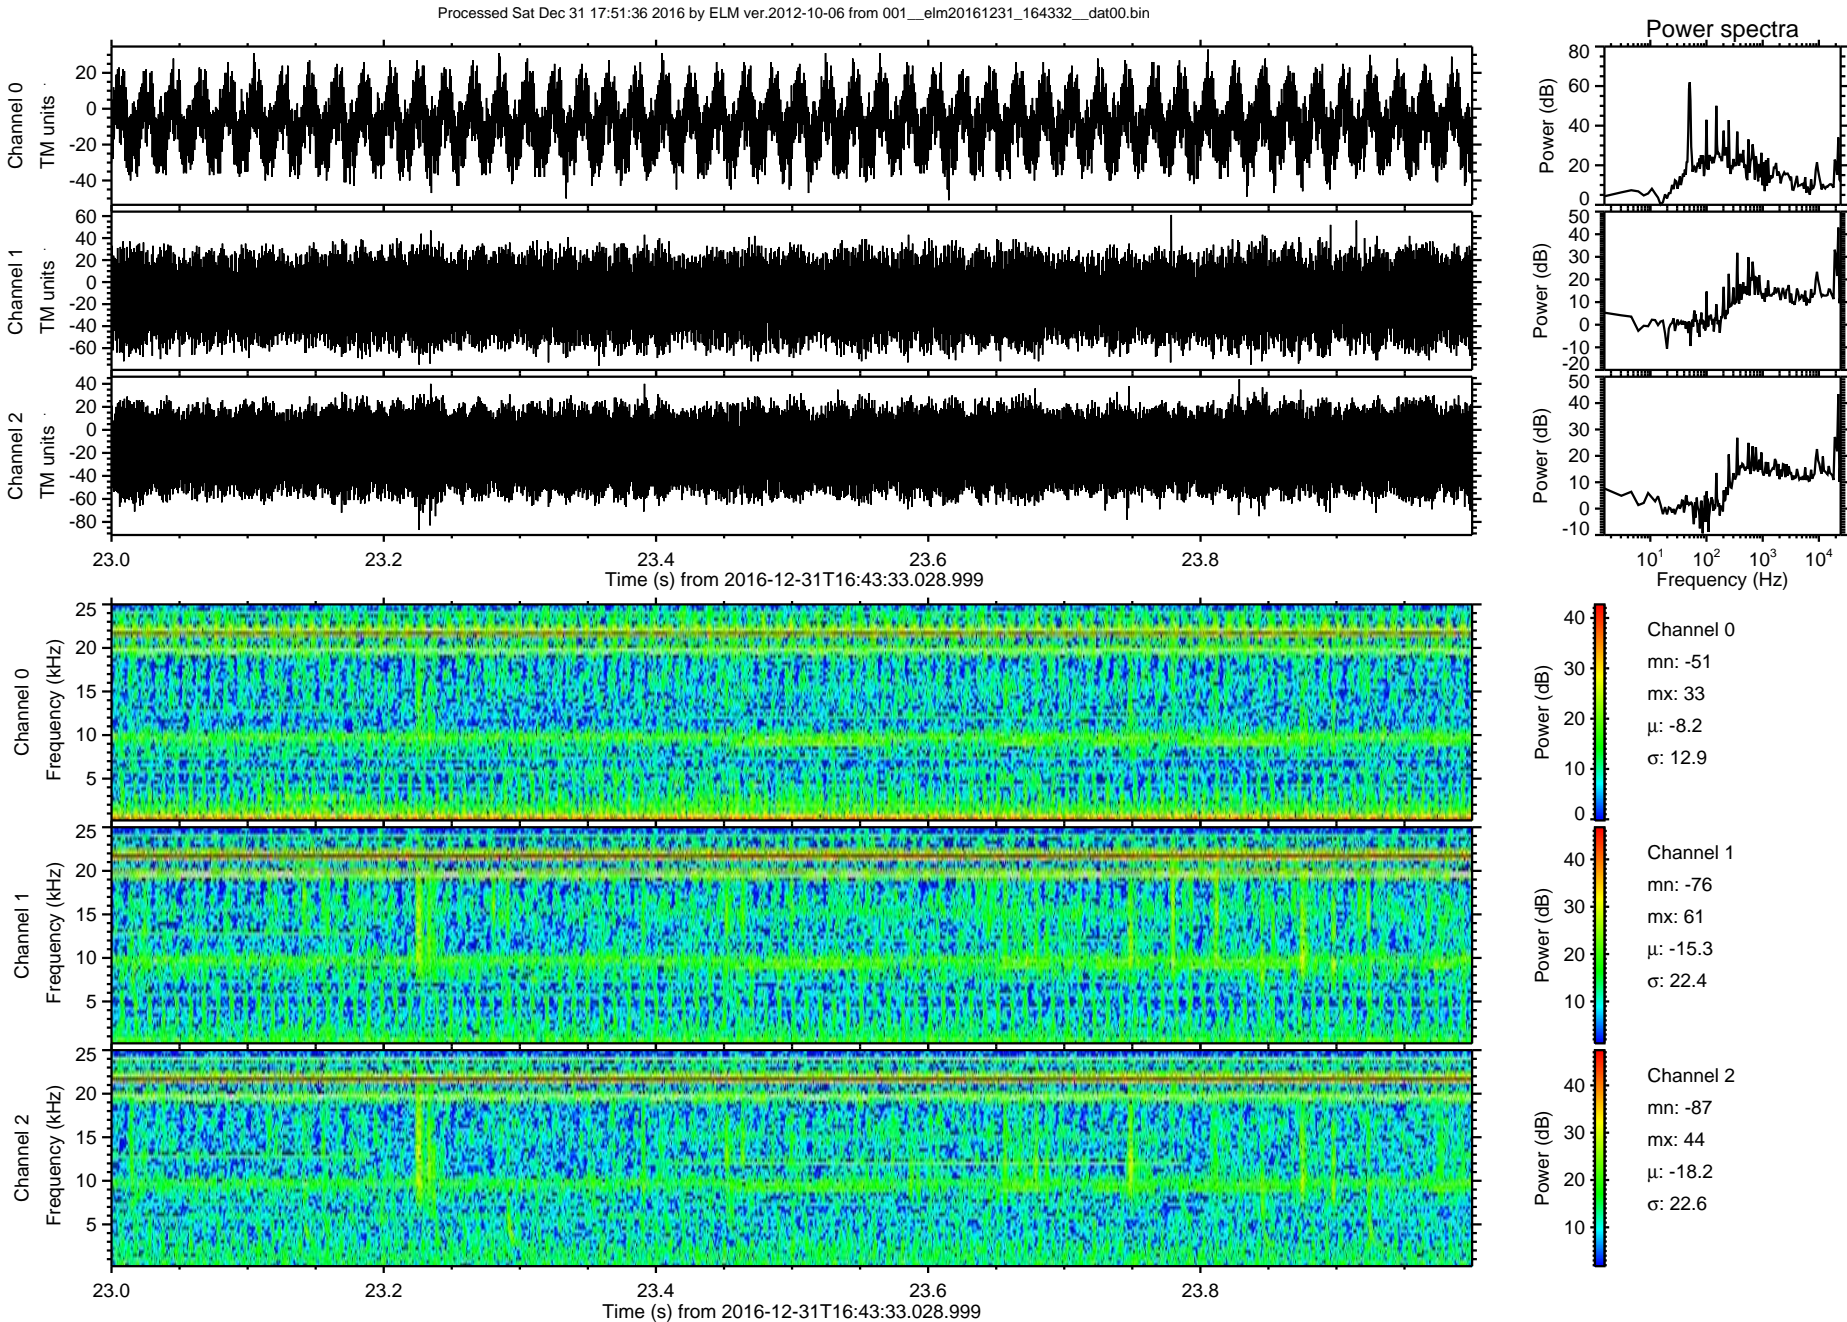 Processed Sat Dec 31 17:51:36 2016 by ELM ver.2012-10-06 from 001__elm20161231_164332__dat00.bin
Power spectra
Channel 0
TM units
20
0
-20
-40
Power (dB)
80
60
40
20
0
Channel 1
TM units
60
40
20
0
-20
-40
-60
Power (dB)
50
40
30
20
10
0
-10
-20
Channel 2
TM units
40
20
0
-20
-40
-60
-80
Power (dB)
50
40
30
20
10
0
-10
23.0 23.2 23.4 23.6 23.8
Time (s) from 2016-12-31T16:43:33.028.999
10¹ 10² 10³ 10⁴
Frequency (Hz)
Channel 0
Frequency (kHz)
25
20
15
10
5
Power (dB)
40
30
20
10
0
Channel 0
mn: -51
mx: 33
μ: -8.2
σ: 12.9
Channel 1
Frequency (kHz)
25
20
15
10
5
Power (dB)
40
30
20
10
Channel 1
mn: -76
mx: 61
μ: -15.3
σ: 22.4
Channel 2
Frequency (kHz)
25
20
15
10
5
Power (dB)
40
30
20
10
Channel 2
mn: -87
mx: 44
μ: -18.2
σ: 22.6
23.0 23.2 23.4 23.6 23.8
Time (s) from 2016-12-31T16:43:33.028.999